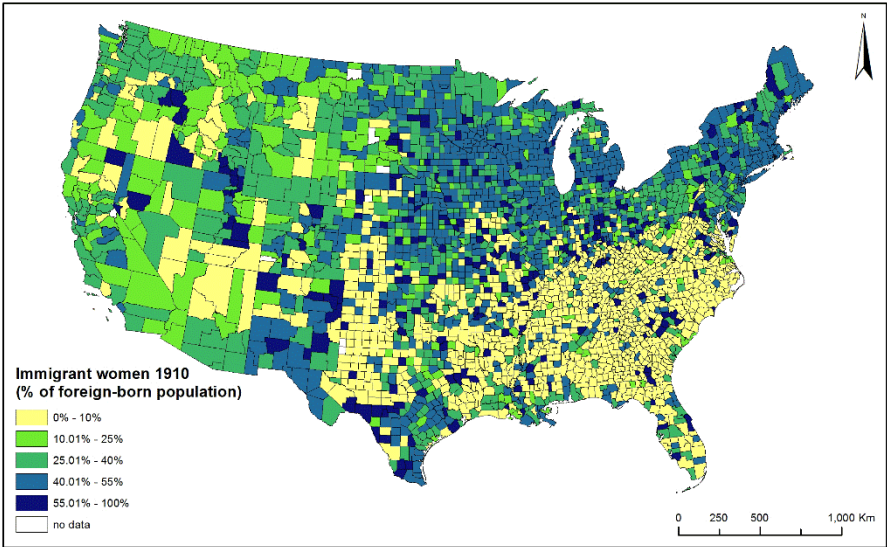 N
Immigrant women 1910
(% of foreign-born population)
0% - 10%
10.01% - 25%
25.01% - 40%
40.01% - 55%
55.01% - 100%
no data
0 250 500 1,000 Km